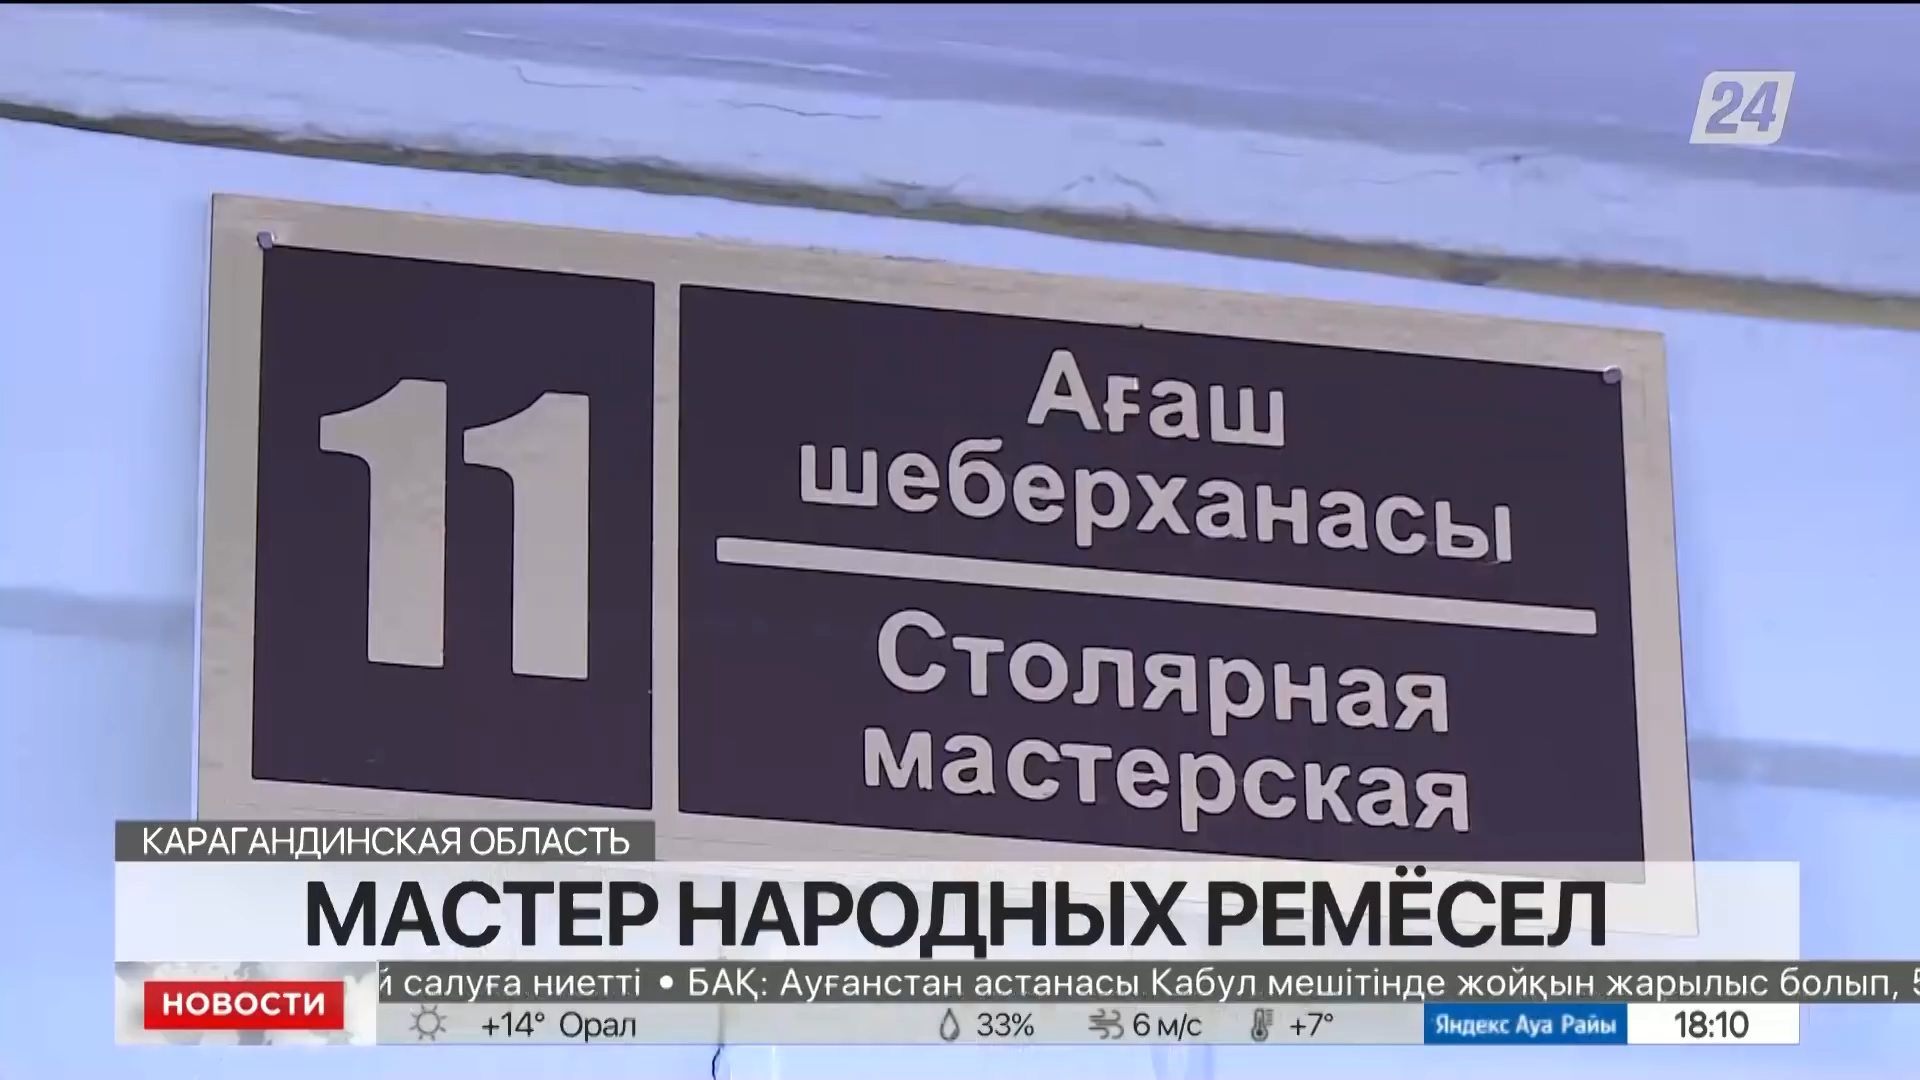 24
11
Ағаш
шеберханасы
Столярная
мастерская
КАРАГАНДИНСКАЯ ОБЛАСТЬ
МАСТЕР НАРОДНЫХ РЕМЁСЕЛ
НОВОСТИ
й салуға ниетті • БАҚ: Ауғанстан астанасы Кабул мешітінде жойқын жарылыс болып, 5
+14° Орал 33% 6 м/с +7° Яндекс Ауа Райы 18:10